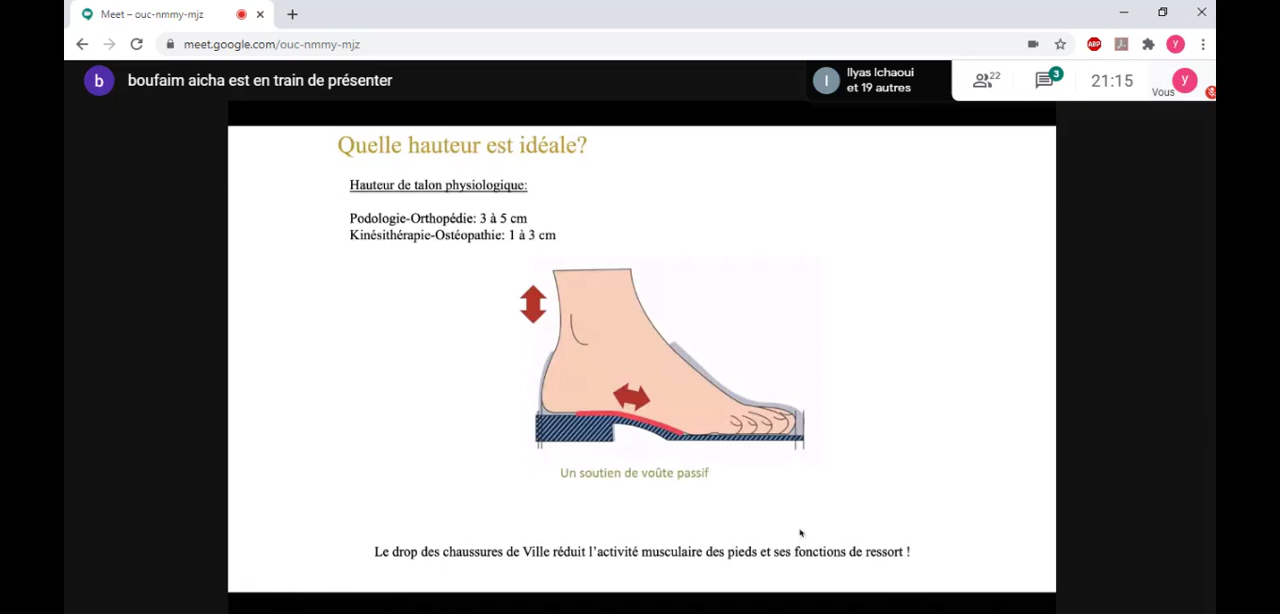 Meet – ouc-nmmy-mjz
meet.google.com/ouc-nmmy-mjz
ABP
y
b
boufaim aicha est en train de présenter
I
Ilyas Ichaoui
et 19 autres
22
3
21:15
Vous
y
Quelle hauteur est idéale?
Hauteur de talon physiologique:
Podologie-Orthopédie: 3 à 5 cm
Kinésithérapie-Ostéopathie: 1 à 3 cm
Un soutien de voûte passif
Le drop des chaussures de Ville réduit l’activité musculaire des pieds et ses fonctions de ressort !